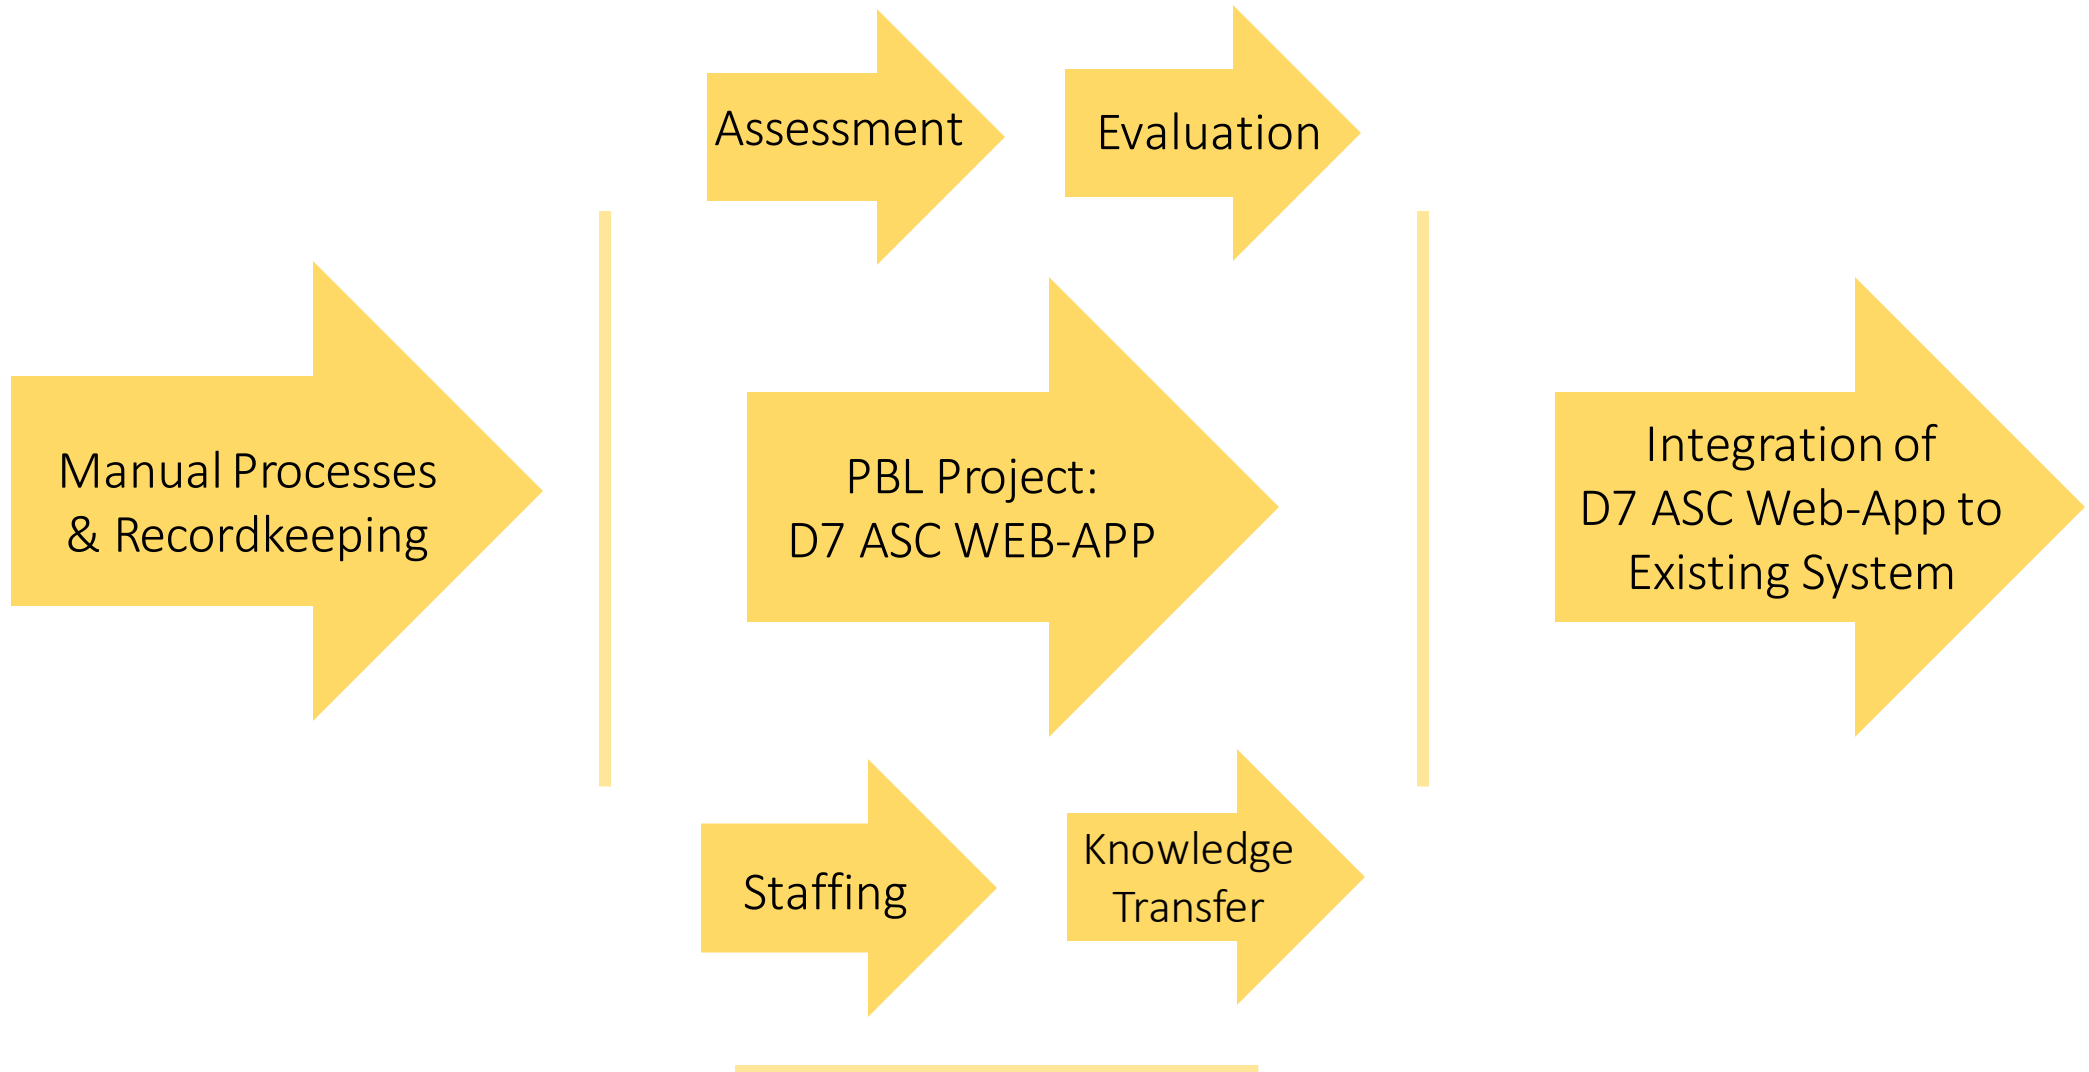 Assessment
Evaluation
Manual Processes
& Recordkeeping
PBL Project:
D7 ASC WEB-APP
Integration of
D7 ASC Web-App to
Existing System
Staffing
Knowledge
Transfer